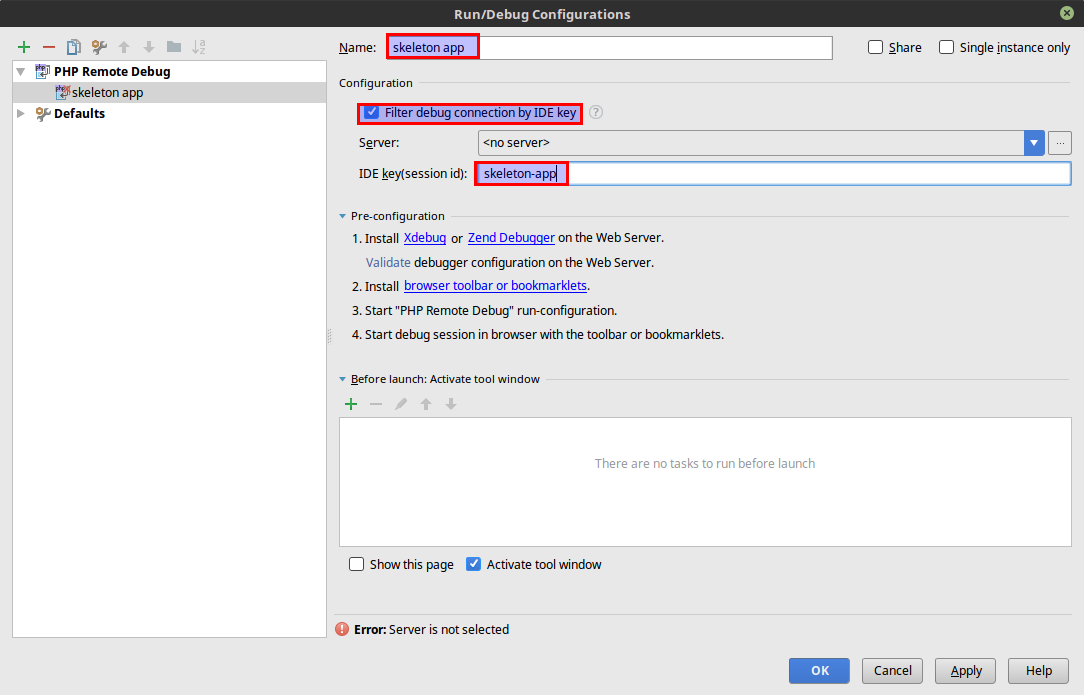 Run/Debug Configurations
Name: skeleton app Share Single instance only
PHP Remote Debug
skeleton app
Defaults
Configuration
Filter debug connection by IDE key ?
Server: <no server> ...
IDE key(session id): skeleton-app
Pre-configuration
1. Install Xdebug or Zend Debugger on the Web Server.
Validate debugger configuration on the Web Server.
2. Install browser toolbar or bookmarklets.
3. Start "PHP Remote Debug" run-configuration.
4. Start debug session in browser with the toolbar or bookmarklets.
Before launch: Activate tool window
There are no tasks to run before launch
Show this page Activate tool window
Error: Server is not selected
OK Cancel Apply Help